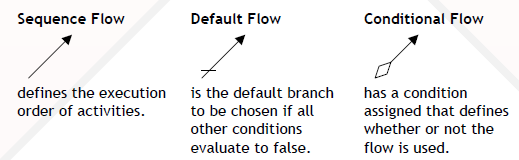 Sequence Flow
defines the execution
order of activities.
Default Flow
is the default branch
to be chosen if all
other conditions
evaluate to false.
Conditional Flow
has a condition
assigned that defines
whether or not the
flow is used.